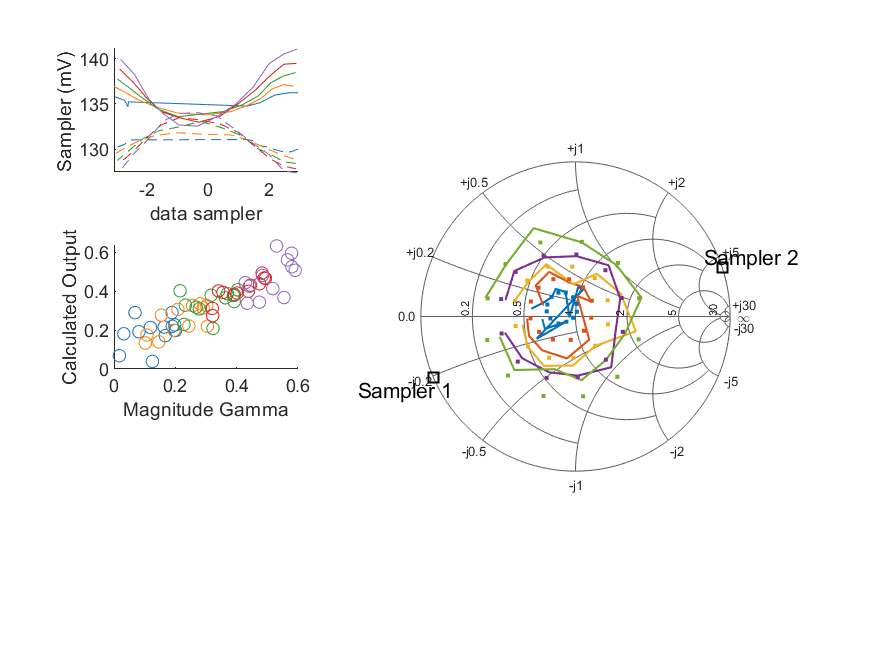 140
135
130
Sampler (mV)
-2 0 2
data sampler
0.6
0.4
0.2
0
Calculated Output
0 0.2 0.4 0.6
Magnitude Gamma
+j1
+j0.5
+j2
+j0.2
+j5
Sampler 2
+j30
0.0
0.2
0.5
1
2
5
30
∞
-j30
-j0.2
Sampler 1
-j5
-j0.5
-j2
-j1